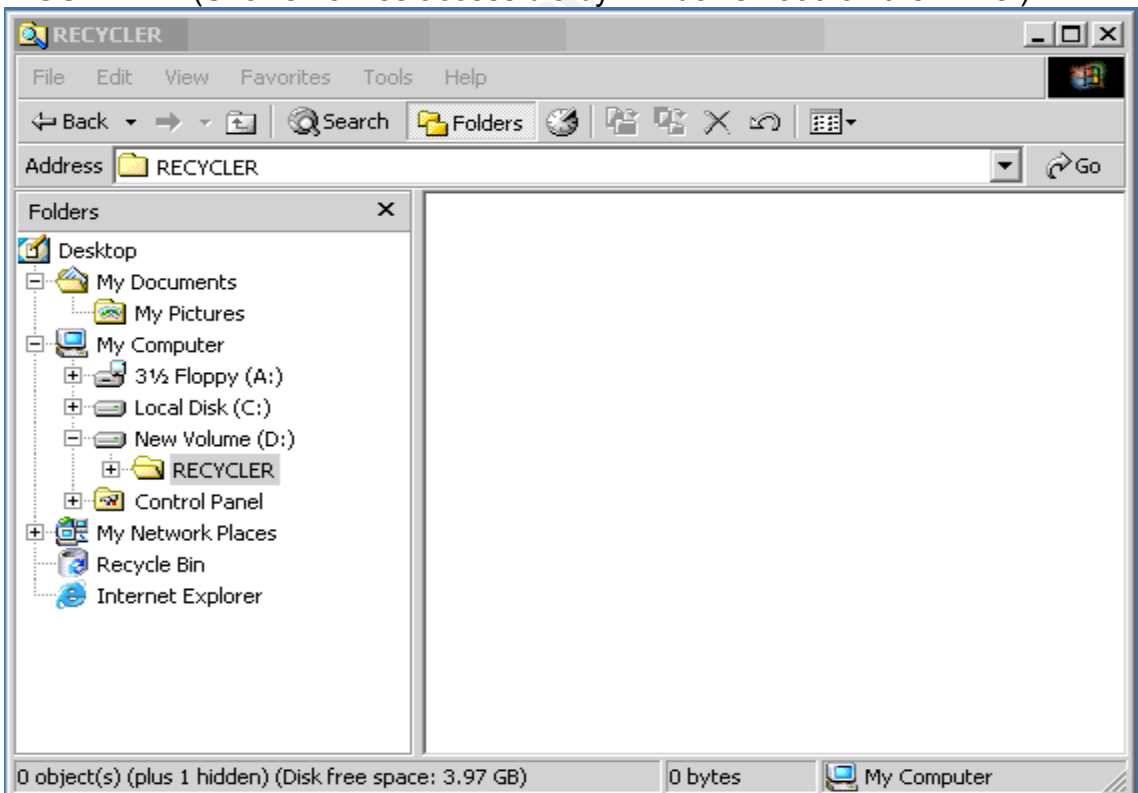 RECYCLER
File Edit View Favorites Tools Help
Back Search Folders
Address RECYCLER Go
Folders
Desktop
My Documents
My Pictures
My Computer
3½ Floppy (A:)
Local Disk (C:)
New Volume (D:)
RECYCLER
Control Panel
My Network Places
Recycle Bin
Internet Explorer
0 object(s) (plus 1 hidden) (Disk free space: 3.97 GB) 0 bytes My Computer